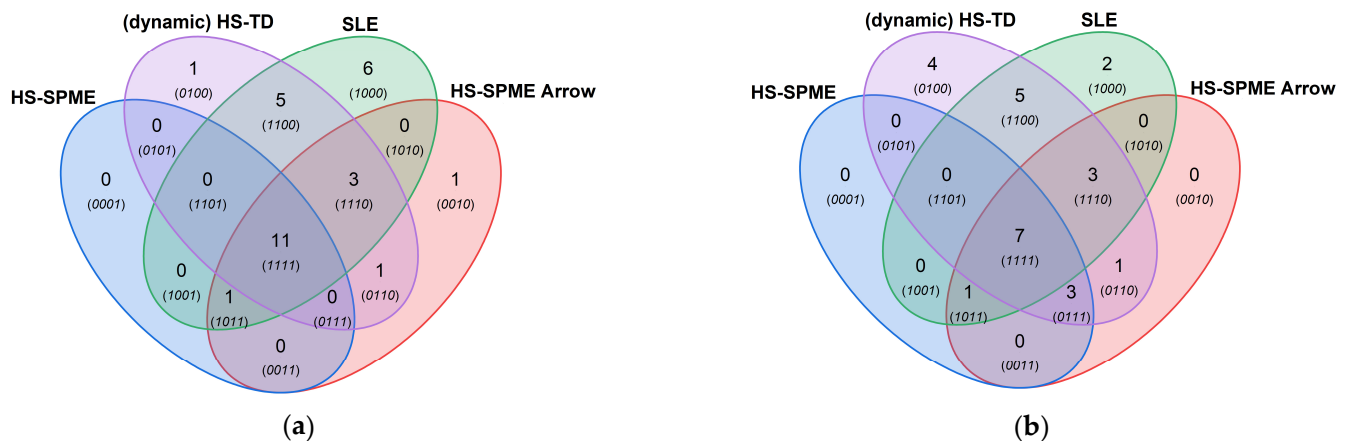 (dynamic) HS-TD SLE
HS-SPME HS-SPME Arrow
1 6
(0100) (1000)
5
(1100)
0 0
(0101) (1010)
0 0 3 1
(0001) (1101) (1110) (0010)
11
(1111)
0 1
(1001) (0110)
1 0
(1011) (0111)
0
(0011)
(a)
(dynamic) HS-TD SLE
HS-SPME HS-SPME Arrow
4 2
(0100) (1000)
5
(1100)
0 0
(0101) (1010)
0 0 3 0
(0001) (1101) (1110) (0010)
7
(1111)
0 1
(1001) (0110)
1 3
(1011) (0111)
0
(0011)
(b)